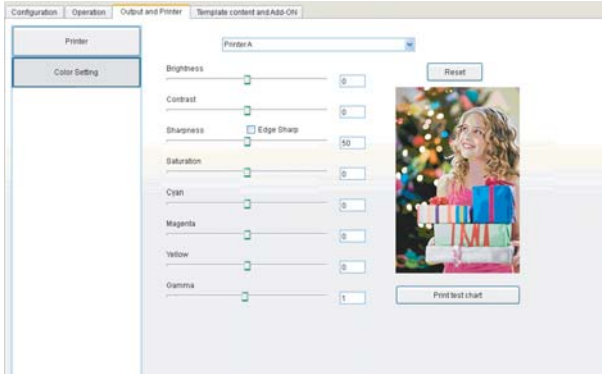 Configuration Operation Output and Printer Template content and Add-ON
Printer
Color Setting
PrinterA
Brightness
0
Reset
Contrast
0
Sharpness Edge Sharp
50
Saturation
0
Cyan
0
Magenta
0
Yellow
0
Gamma
1
Print test chart